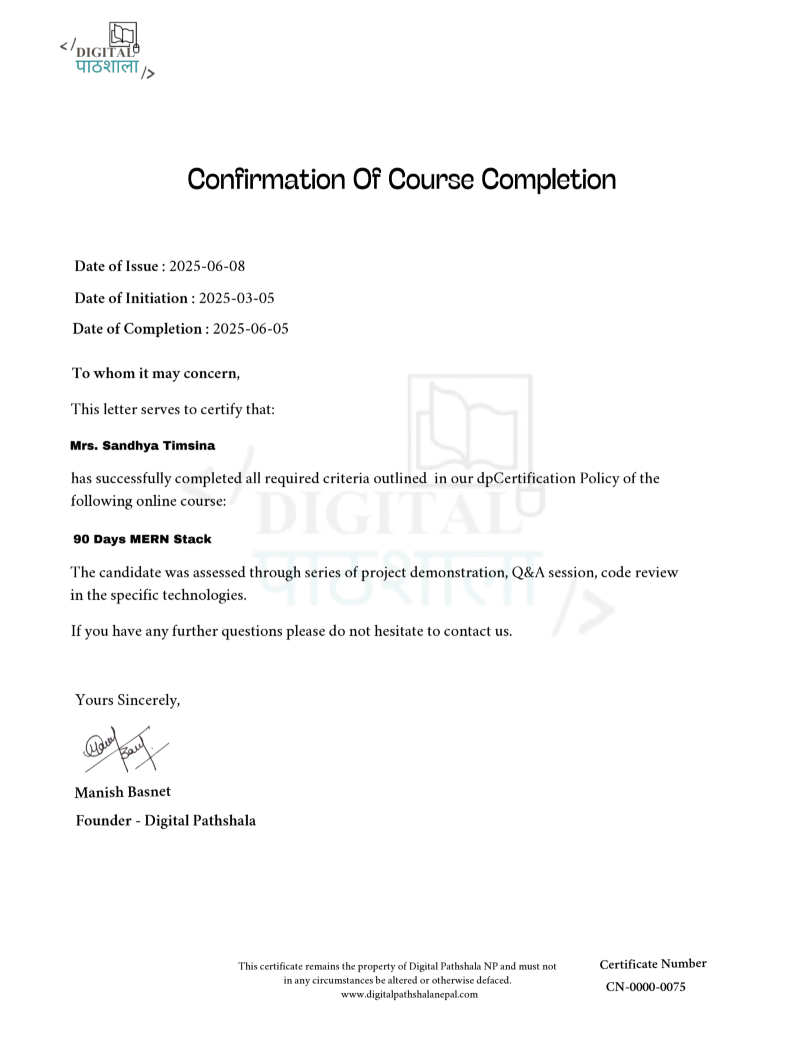 </DIGITAL
पाठशाला/>
Confirmation Of Course Completion
Date of Issue : 2025-06-08
Date of Initiation : 2025-03-05
Date of Completion : 2025-06-05
To whom it may concern,
This letter serves to certify that:
Mrs. Sandhya Timsina
has successfully completed all required criteria outlined in our dpCertification Policy of the
following online course:
90 Days MERN Stack
The candidate was assessed through series of project demonstration, Q&A session, code review
in the specific technologies.
If you have any further questions please do not hesitate to contact us.
</DIGITAL
पाठशाला/>
Yours Sincerely,
Manish Basnet
Founder - Digital Pathshala
This certificate remains the property of Digital Pathshala NP and must not
in any circumstances be altered or otherwise defaced.
www.digitalpathshalanepal.com
Certificate Number
CN-0000-0075